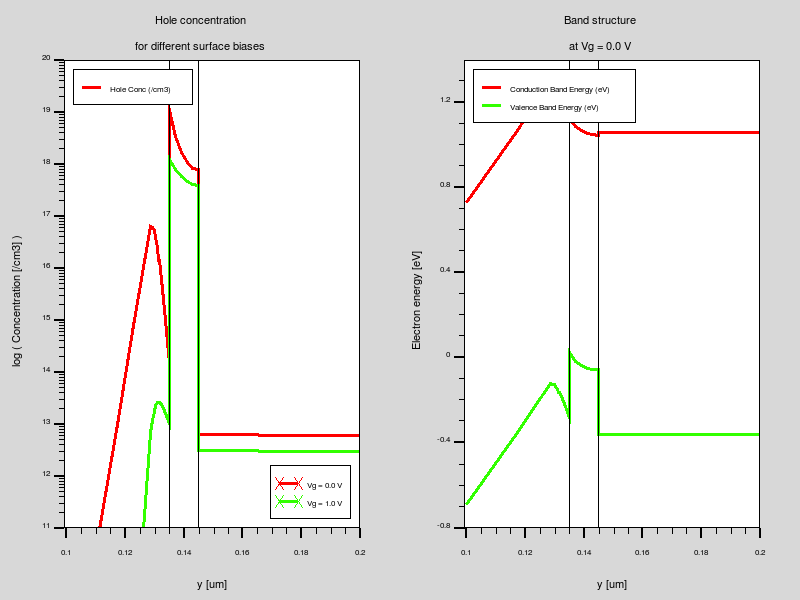 Hole concentration
for different surface biases
log ( Concentration [/cm3] )
20
19
18
17
16
15
14
13
12
11
Hole Conc (/cm3)
Vg = 0.0 V
Vg = 1.0 V
0.1
0.12
0.14
0.16
0.18
0.2
y [um]
Band structure
at Vg = 0.0 V
Electron energy [eV]
1.2
0.8
0.4
0
-0.4
-0.8
Conduction Band Energy (eV)
Valence Band Energy (eV)
0.1
0.12
0.14
0.16
0.18
0.2
y [um]